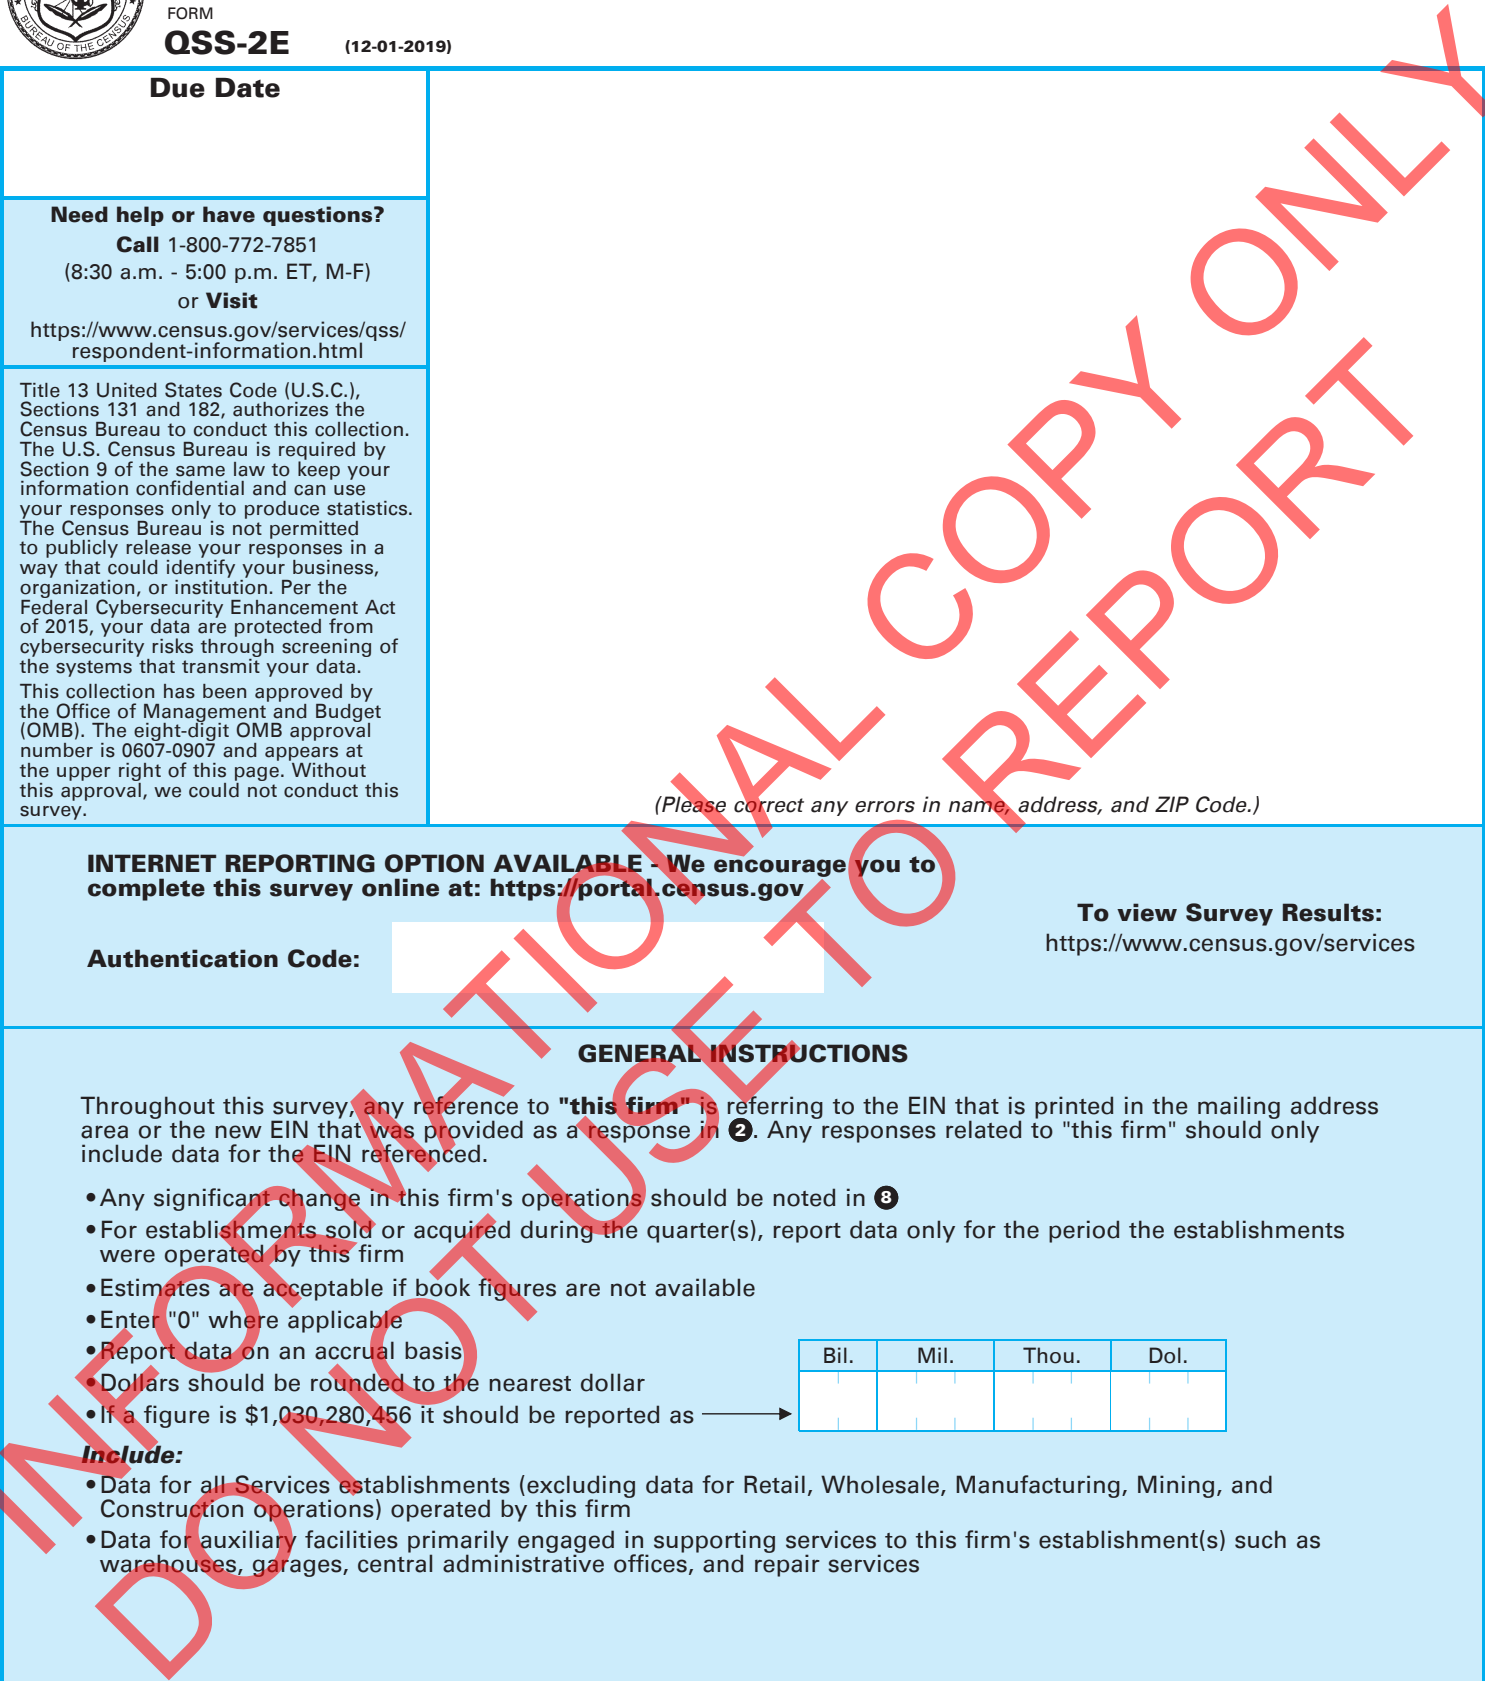 BUREAU OF THE CENSUS
FORM
QSS-2E (12-01-2019)
Due Date
Need help or have questions?
Call 1-800-772-7851
(8:30 a.m. - 5:00 p.m. ET, M-F)
or Visit
https://www.census.gov/services/qss/
respondent-information.html
Title 13 United States Code (U.S.C.),
Sections 131 and 182, authorizes the
Census Bureau to conduct this collection.
The U.S. Census Bureau is required by
Section 9 of the same law to keep your
information confidential and can use
your responses only to produce statistics.
The Census Bureau is not permitted
to publicly release your responses in a
way that could identify your business,
organization, or institution. Per the
Federal Cybersecurity Enhancement Act
of 2015, your data are protected from
cybersecurity risks through screening of
the systems that transmit your data.
This collection has been approved by
the Office of Management and Budget
(OMB). The eight-digit OMB approval
number is 0607-0907 and appears at
the upper right of this page. Without
this approval, we could not conduct this
survey.
(Please correct any errors in name, address, and ZIP Code.)
INTERNET REPORTING OPTION AVAILABLE - We encourage you to
complete this survey online at: https://portal.census.gov
Authentication Code:
To view Survey Results:
https://www.census.gov/services
GENERAL INSTRUCTIONS
Throughout this survey, any reference to "this firm" is referring to the EIN that is printed in the mailing address
area or the new EIN that was provided as a response in 2. Any responses related to "this firm" should only
include data for the EIN referenced.
• Any significant change in this firm's operations should be noted in 8
• For establishments sold or acquired during the quarter(s), report data only for the period the establishments
were operated by this firm
• Estimates are acceptable if book figures are not available
• Enter "0" where applicable
• Report data on an accrual basis
• Dollars should be rounded to the nearest dollar
• If a figure is $1,030,280,456 it should be reported as
Bil. Mil. Thou. Dol.
Include:
• Data for all Services establishments (excluding data for Retail, Wholesale, Manufacturing, Mining, and
Construction operations) operated by this firm
• Data for auxiliary facilities primarily engaged in supporting services to this firm's establishment(s) such as
warehouses, garages, central administrative offices, and repair services
INFORMATIONAL COPY ONLY
DO NOT USE TO REPORT